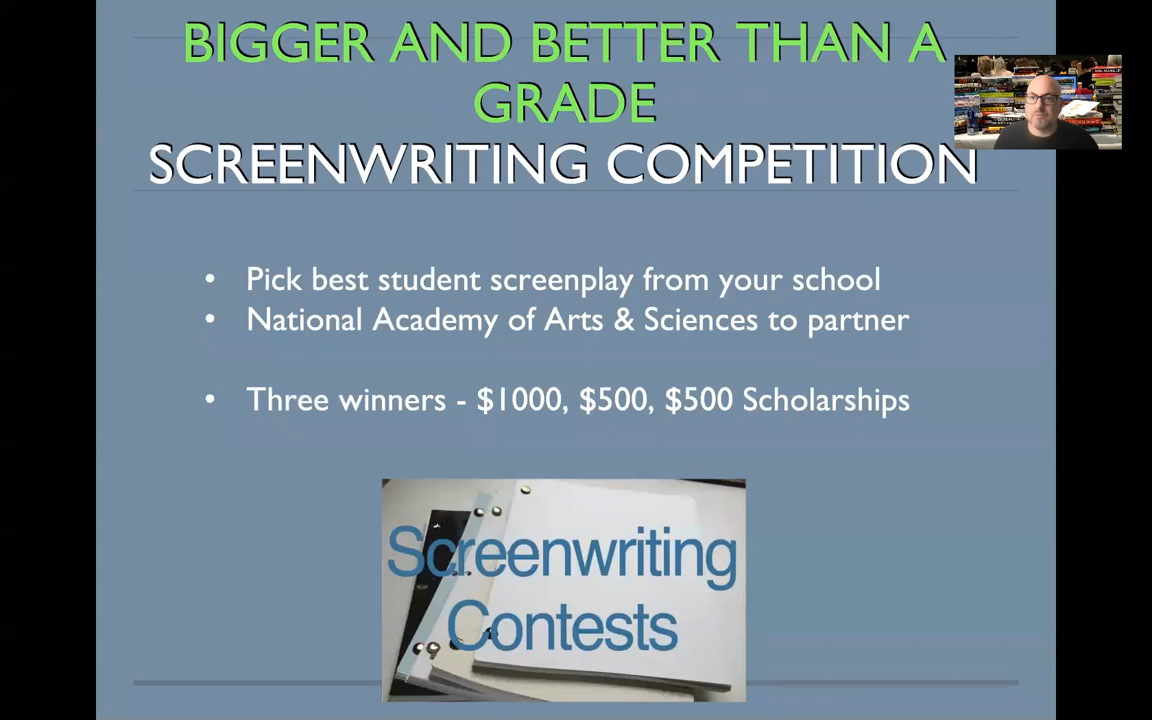 BIGGER AND BETTER THAN A
GRADE
SCREENWRITING COMPETITION
• Pick best student screenplay from your school
• National Academy of Arts & Sciences to partner
• Three winners - $1000, $500, $500 Scholarships
Screenwriting
Contests